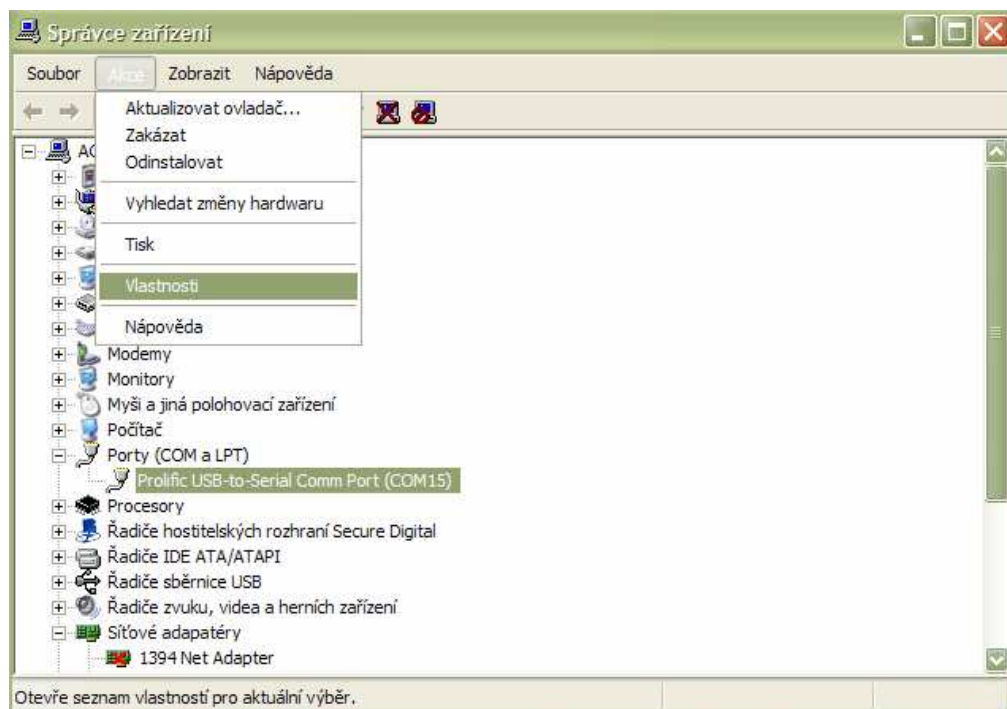 Správce zařízení
Soubor Akce Zobrazit Nápověda
Aktualizovat ovladač...
Zakázat
Odinstalovat
Vyhledat změny hardwaru
Tisk
Vlastnosti
Nápověda
Modemy
Monitory
Myši a jiná polohovací zařízení
Počítač
Porty (COM a LPT)
Prolific USB-to-Serial Comm Port (COM15)
Procesory
Řadiče hostitelských rozhraní Secure Digital
Řadiče IDE ATA/ATAPI
Řadiče sběrnice USB
Řadiče zvuku, videa a herních zařízení
Síťové adapatéry
1394 Net Adapter
Otevře seznam vlastností pro aktuální výběr.